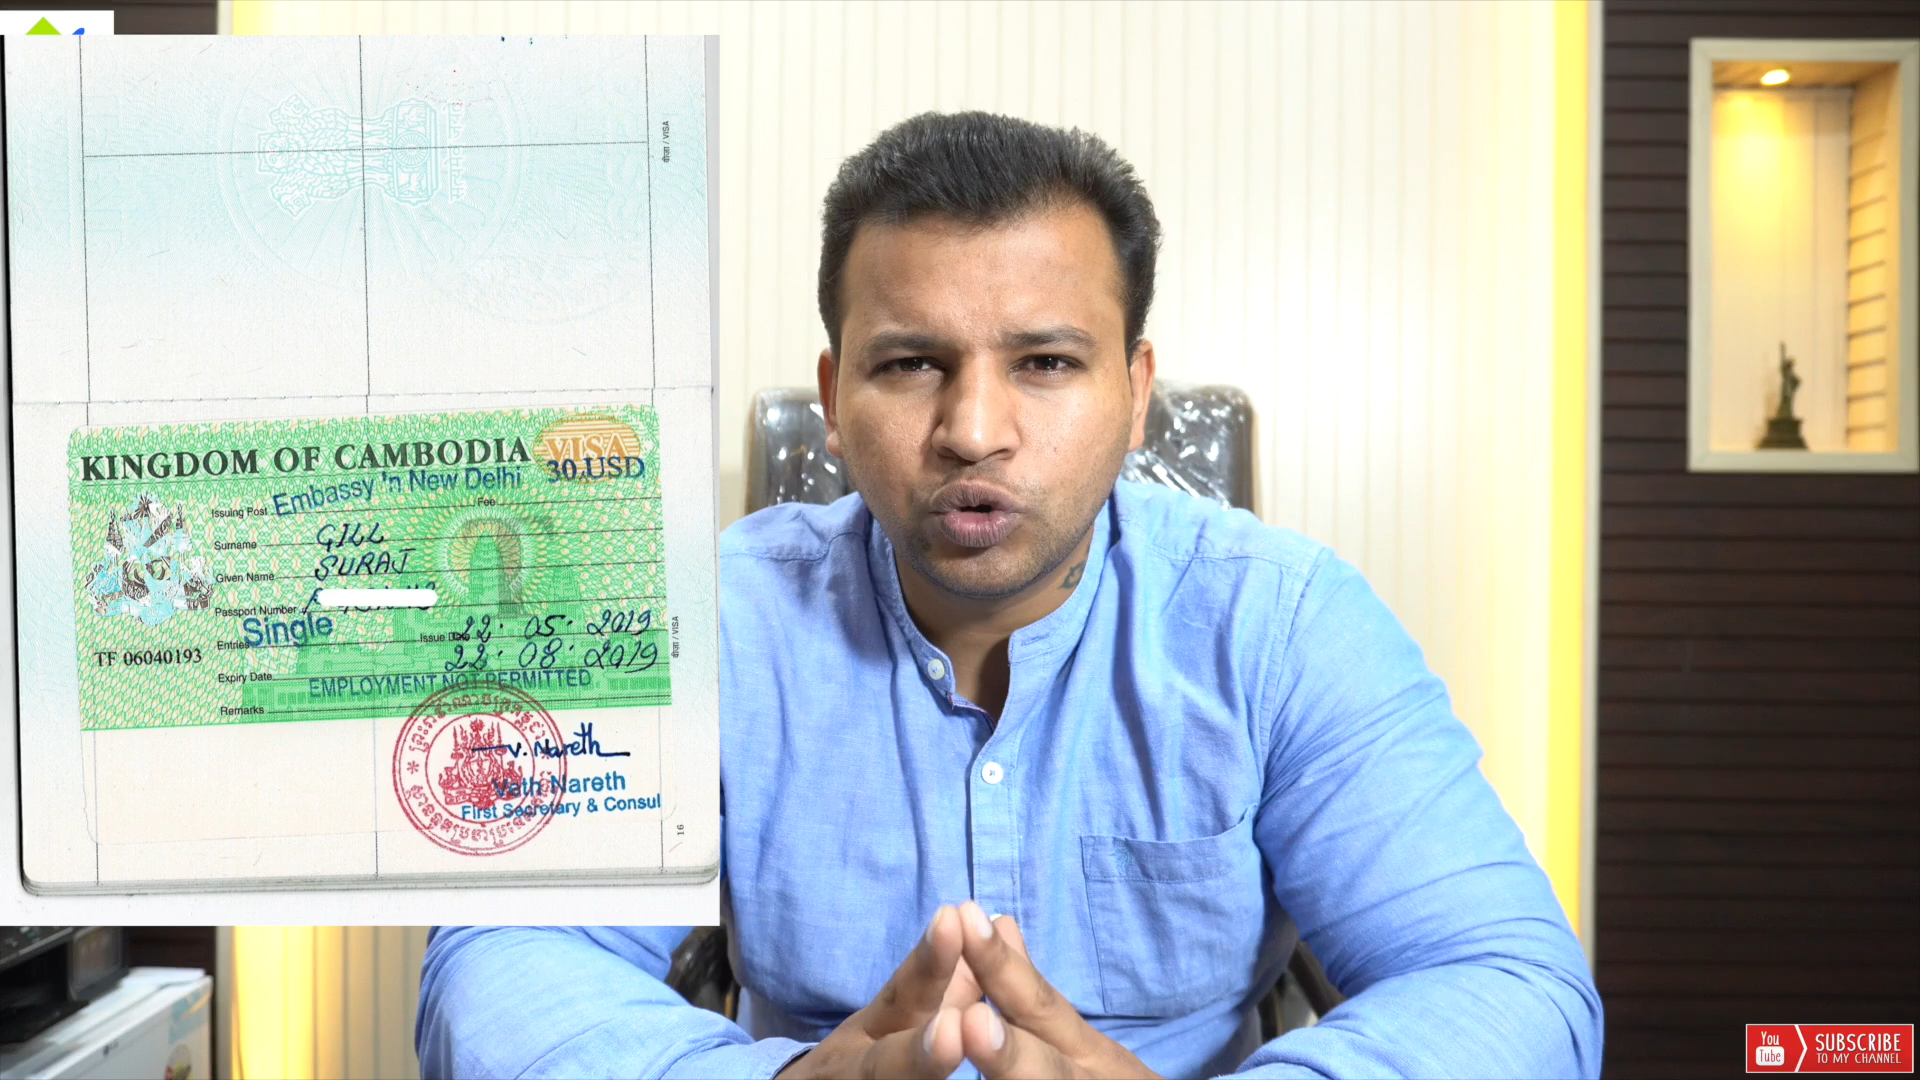 वीज़ा / VISA
KINGDOM OF CAMBODIA
VISA
Embassy 'n New Delhi
30 USD
Issuing Post
Fee
Surname GILL
Given Name SURAJ
Passport Number
Entries Single
Issue Date 22.05.2019
TF 06040193
Expiry Date 22.08.2019
EMPLOYMENT NOT PERMITTED
Remarks
वीज़ा / VISA
V. Nareth
Vath Nareth
First Secretary & Consul
16
You Tube
SUBSCRIBE
TO MY CHANNEL